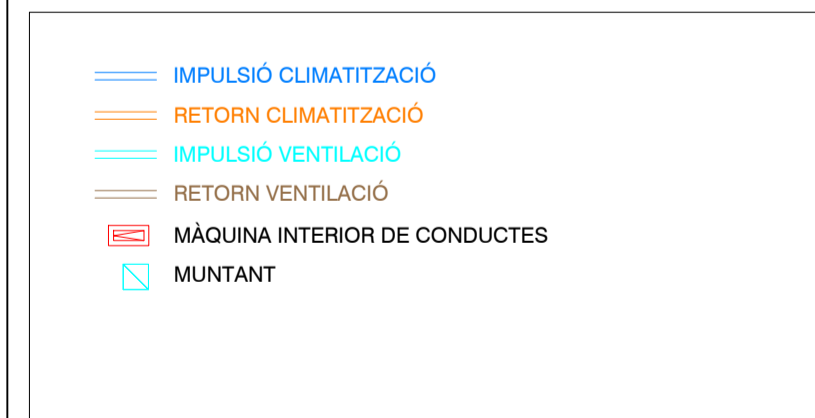 IMPULSIÓ CLIMATITZACIÓ
RETORN CLIMATITZACIÓ
IMPULSIÓ VENTILACIÓ
RETORN VENTILACIÓ
MÀQUINA INTERIOR DE CONDUCTES
MUNTANT